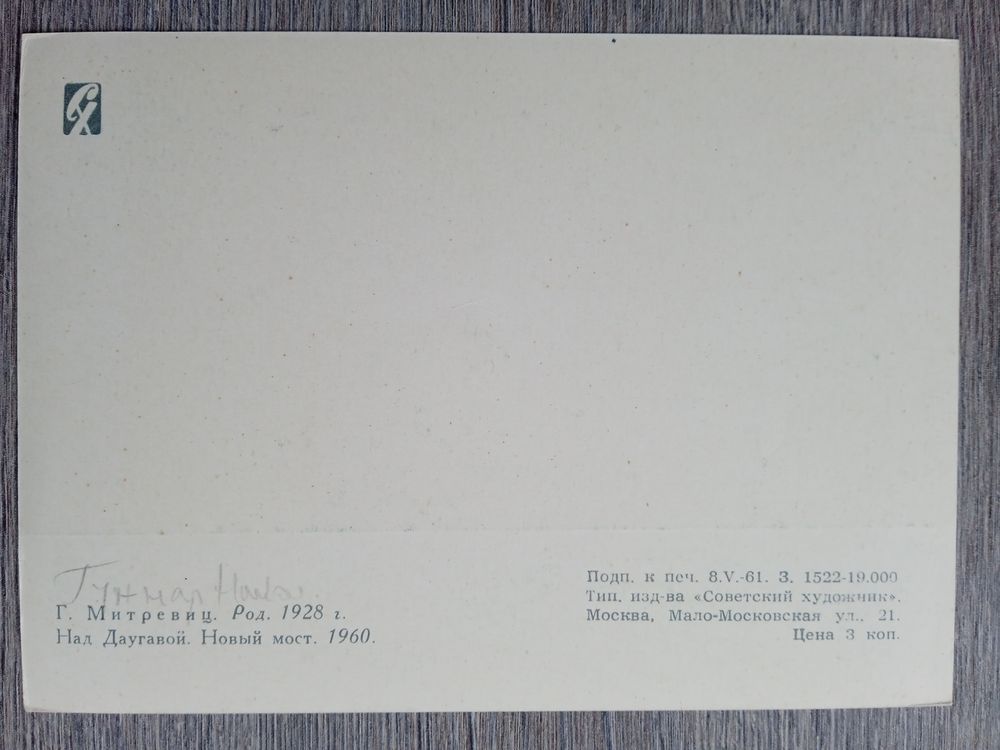 СХ
Гуннар
Г. Митревиц. Род. 1928 г.
Над Даугавой. Новый мост. 1960.
Подп. к печ. 8.V.-61. З. 1522-19.000
Тип. изд-ва «Советский художник».
Москва, Мало-Московская ул., 21.
Цена 3 коп.